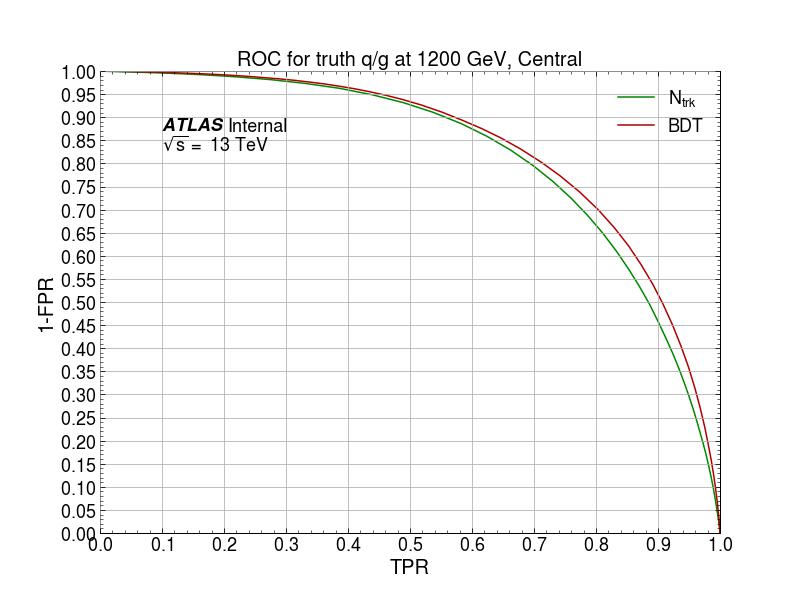 ROC for truth q/g at 1200 GeV, Central
1.00
0.95
0.90
0.85
0.80
0.75
0.70
0.65
0.60
0.55
0.50
0.45
0.40
0.35
0.30
0.25
0.20
0.15
0.10
0.05
0.00
1-FPR
ATLAS Internal
√s = 13 TeV
N_trk
BDT
0.0 0.1 0.2 0.3 0.4 0.5 0.6 0.7 0.8 0.9 1.0
TPR